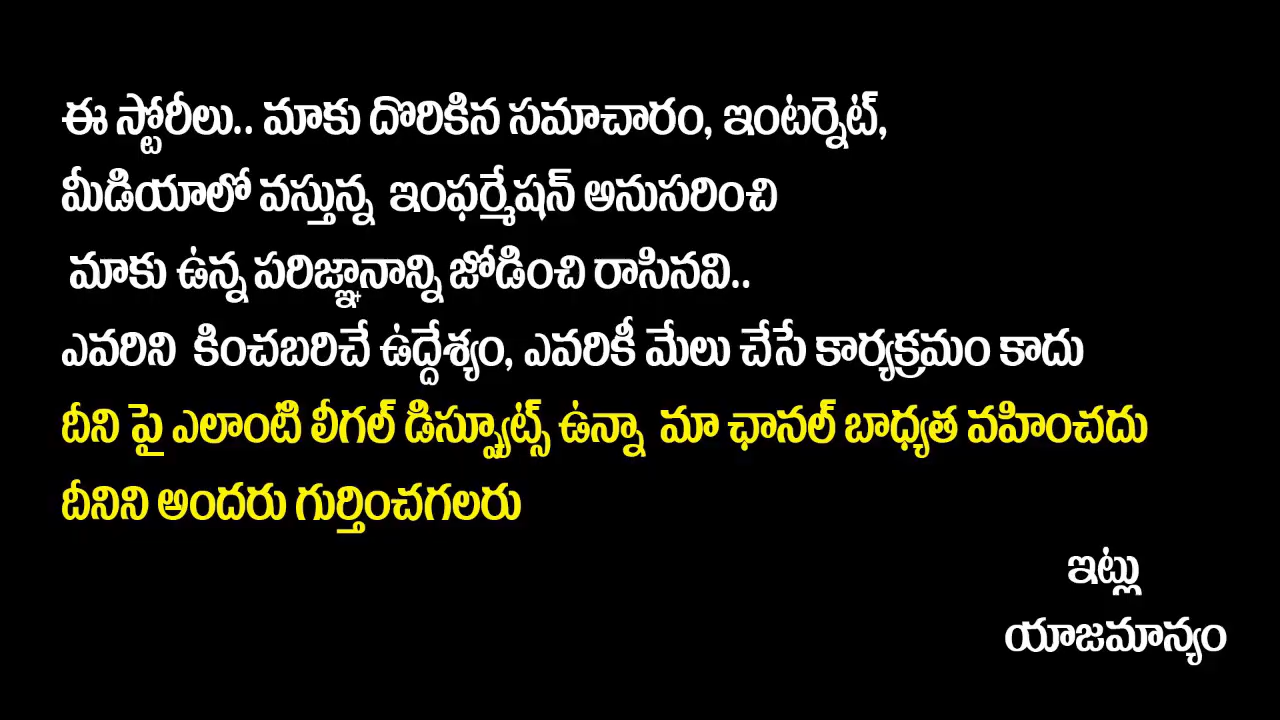 ఈ స్టోరీలు.. మాకు దొరికిన సమాచారం, ఇంటర్నెట్,
మీడియాలో వస్తున్న ఇంఫర్మేషన్ అనుసరించి
మాకు ఉన్న పరిజ్ఞానాన్ని జోడించి రాసినవి..
ఎవరిని కించబరిచే ఉద్దేశ్యం, ఎవరికీ మేలు చేసే కార్యక్రమం కాదు
దీని పై ఎలాంటి లీగల్ డిస్ప్యూట్స్ ఉన్నా మా ఛానల్ బాధ్యత వహించదు
దీనిని అందరు గుర్తించగలరు
ఇట్లు
యాజమాన్యం